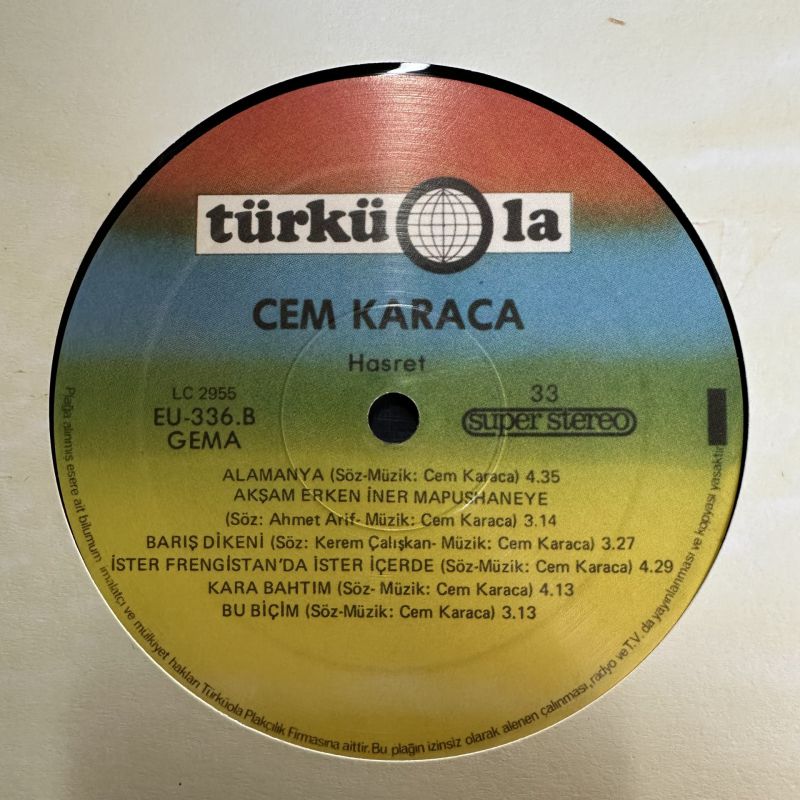 türküola
CEM KARACA
Hasret
LC 2955
EU-336.B
GEMA
33
super stereo
ALAMANYA (Söz-Müzik: Cem Karaca) 4.35
AKŞAM ERKEN İNER MAPUSHANEYE
(Söz: Ahmet Arif- Müzik: Cem Karaca) 3.14
BARIŞ DİKENİ (Söz: Kerem Çalışkan- Müzik: Cem Karaca) 3.27
İSTER FRENGİSTAN'DA İSTER İÇERDE (Söz-Müzik: Cem Karaca) 4.29
KARA BAHTIM (Söz- Müzik: Cem Karaca) 4.13
BU BİÇİM (Söz-Müzik: Cem Karaca) 3.13
Plağa alınmış esere ait bilumum imalatcı ve mülkiyet hakları Türküola Plakçılık Firmasına aittir. Bu plağın izinsiz olarak alenen çalınması, radyo ve T.V. da yayınlanması ve kopyası yasaktır